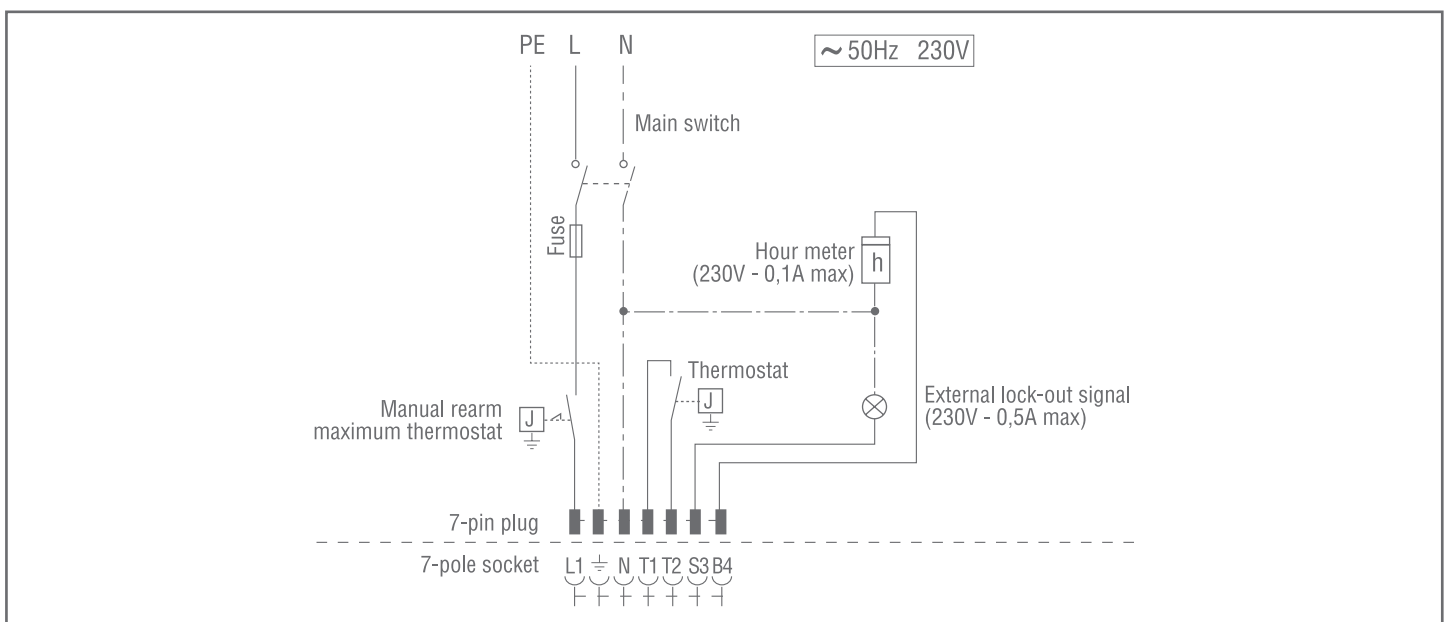 PE L N
~ 50Hz 230V
Main switch
Fuse
Hour meter
(230V - 0,1A max)
h
Thermostat
J
Manual rearm
maximum thermostat
J
External lock-out signal
(230V - 0,5A max)
7-pin plug
7-pole socket
L1 N T1 T2 S3 B4